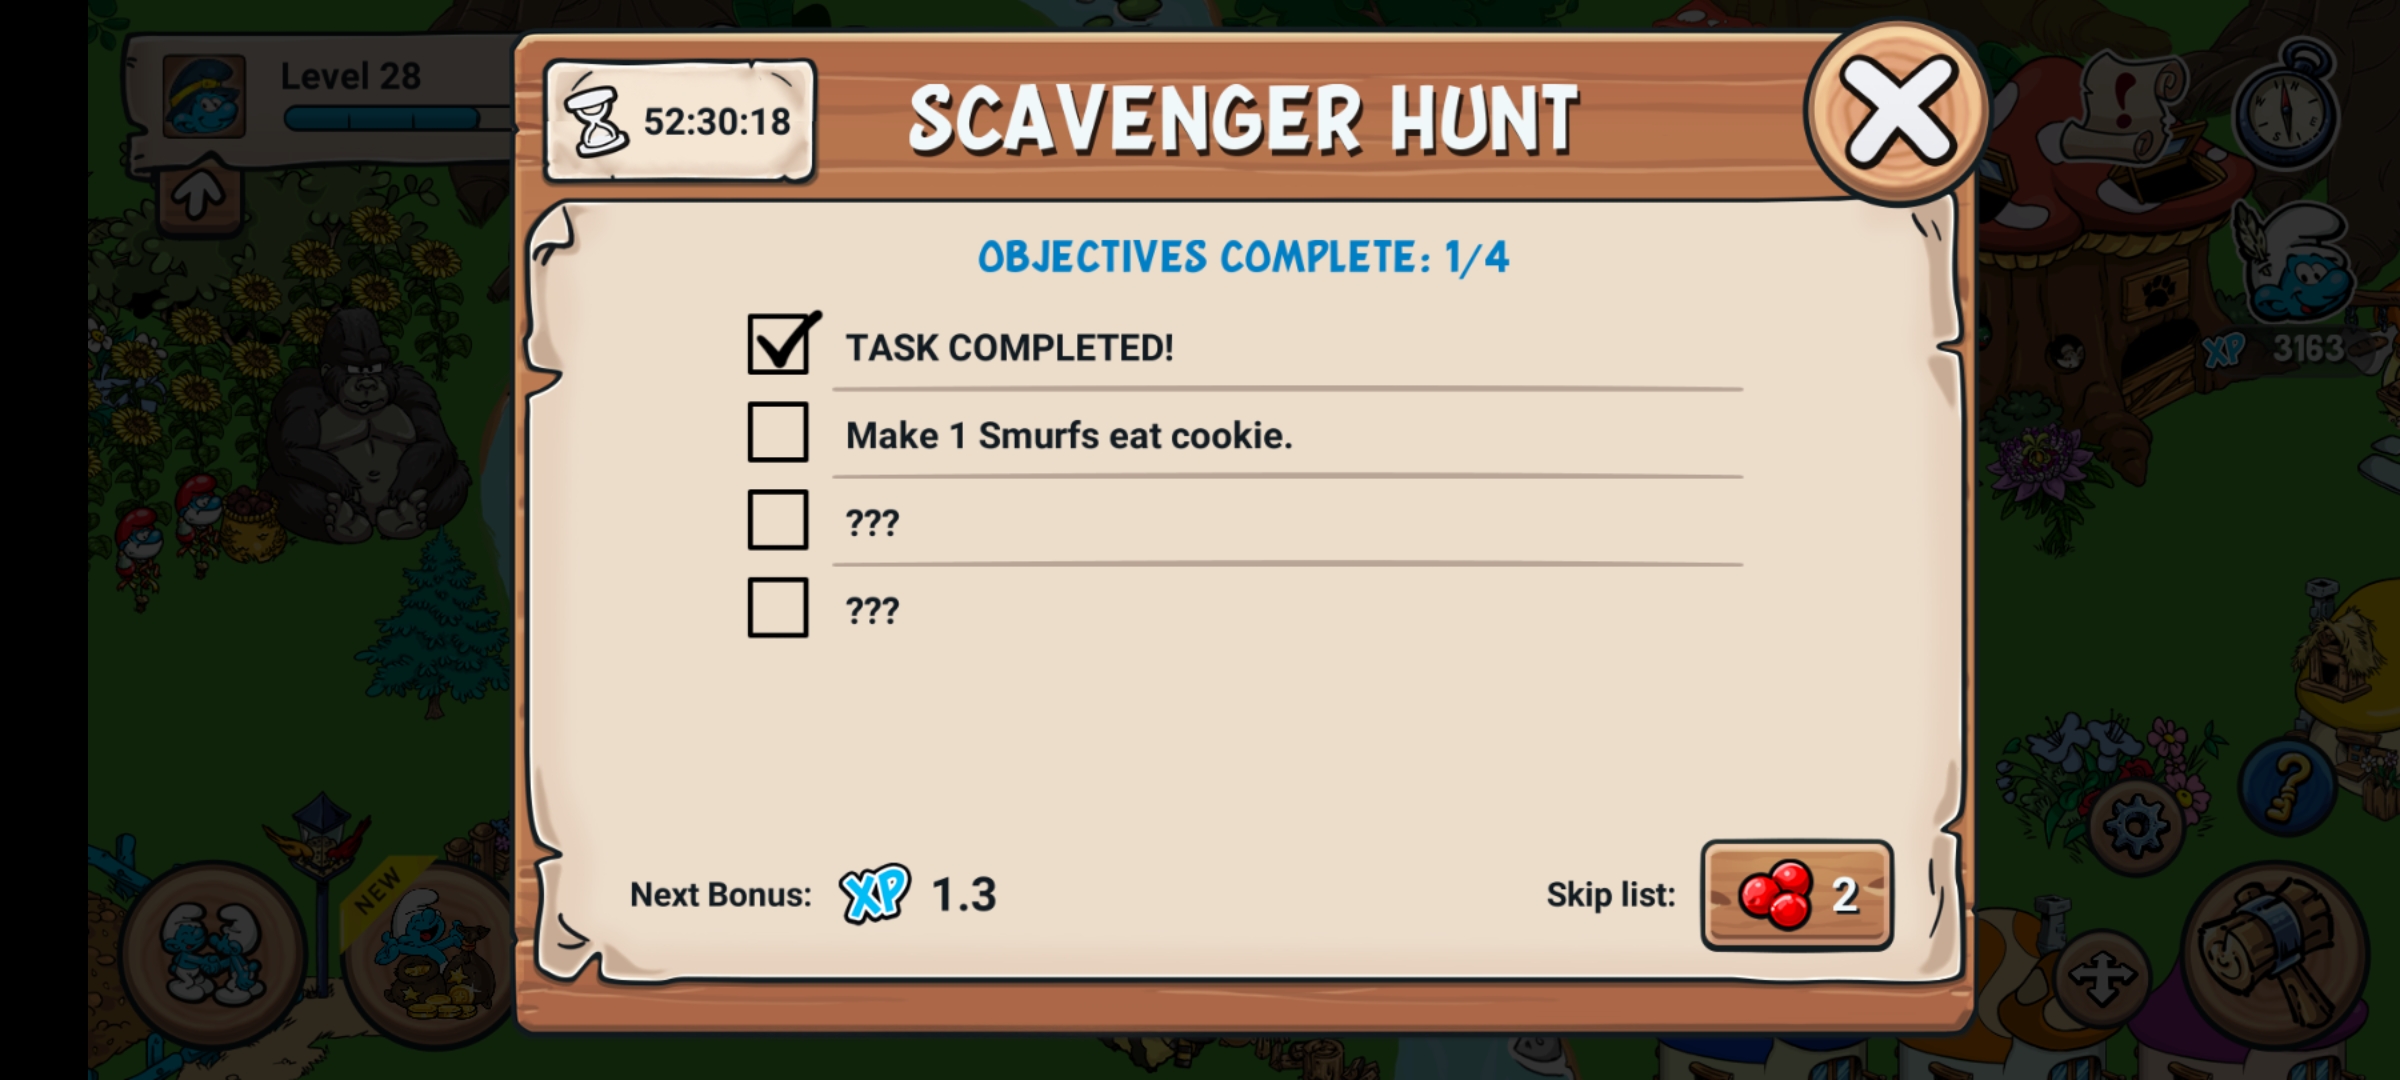 Level 28
52:30:18
SCAVENGER HUNT
OBJECTIVES COMPLETE: 1/4
TASK COMPLETED!
Make 1 Smurfs eat cookie.
???
???
XP 3163
NEW
Next Bonus: XP 1.3
Skip list: 2